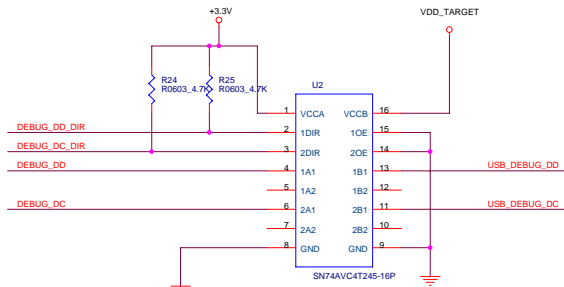 +3.3V
VDD_TARGET
U2
R24
R0603_4.7K
R25
R0603_4.7K
1 VCCA VCCB 16
DEBUG_DD_DIR 2 1DIR 1OE 15
DEBUG_DC_DIR 3 2DIR 2OE 14
DEBUG_DD 4 1A1 1B1 13 USB_DEBUG_DD
5 1A2 1B2 12
DEBUG_DC 6 2A1 2B1 11 USB_DEBUG_DC
7 2A2 2B2 10
8 GND GND 9
SN74AVC4T245-16P